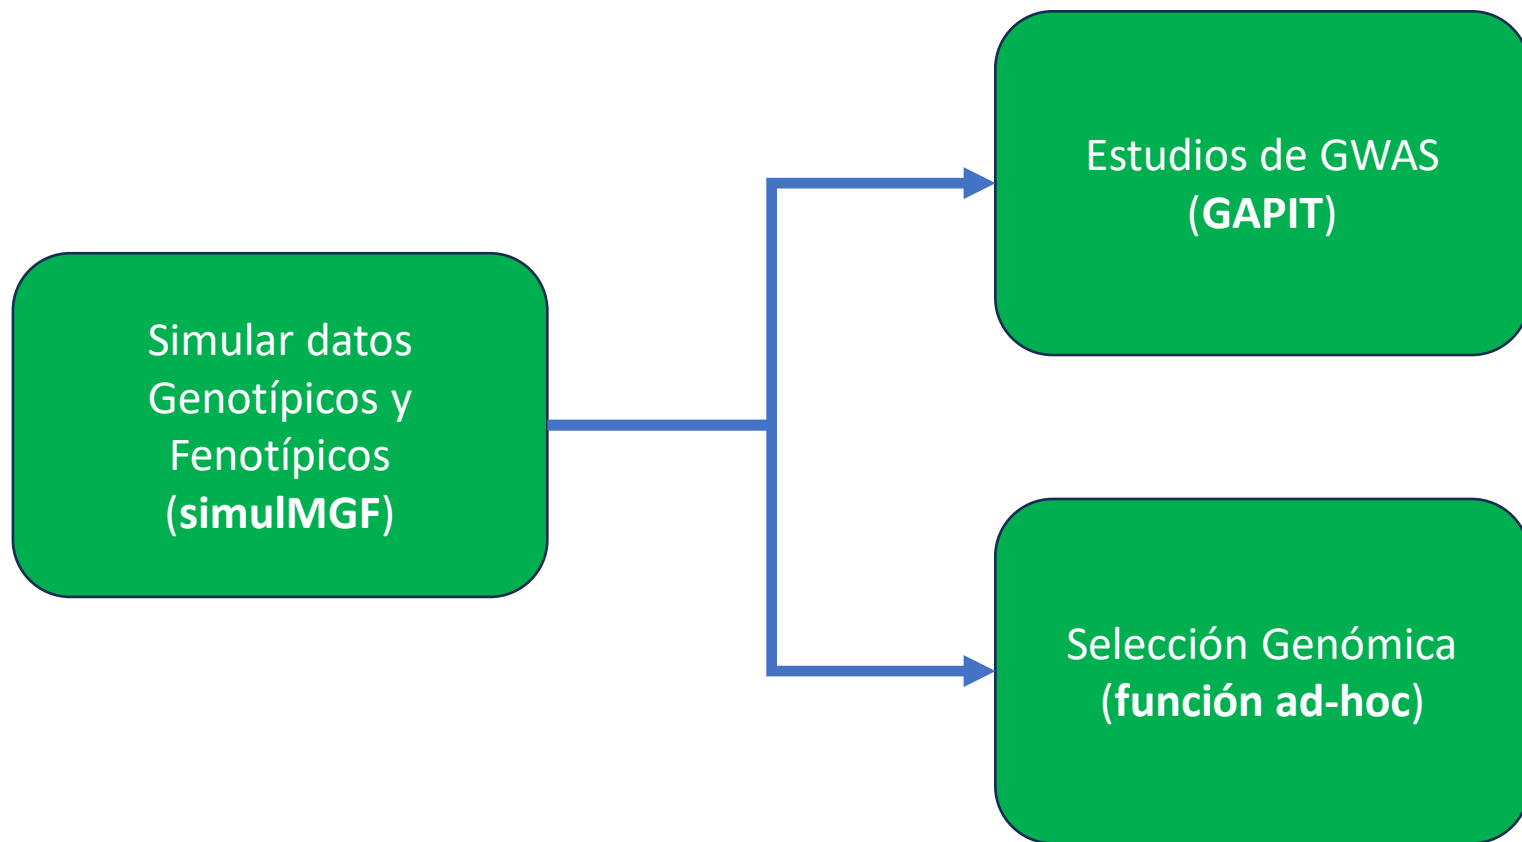 Simular datos
Genotípicos y
Fenotípicos
(simulMGF)
Estudios de GWAS
(GAPIT)
Selección Genómica
(función ad-hoc)